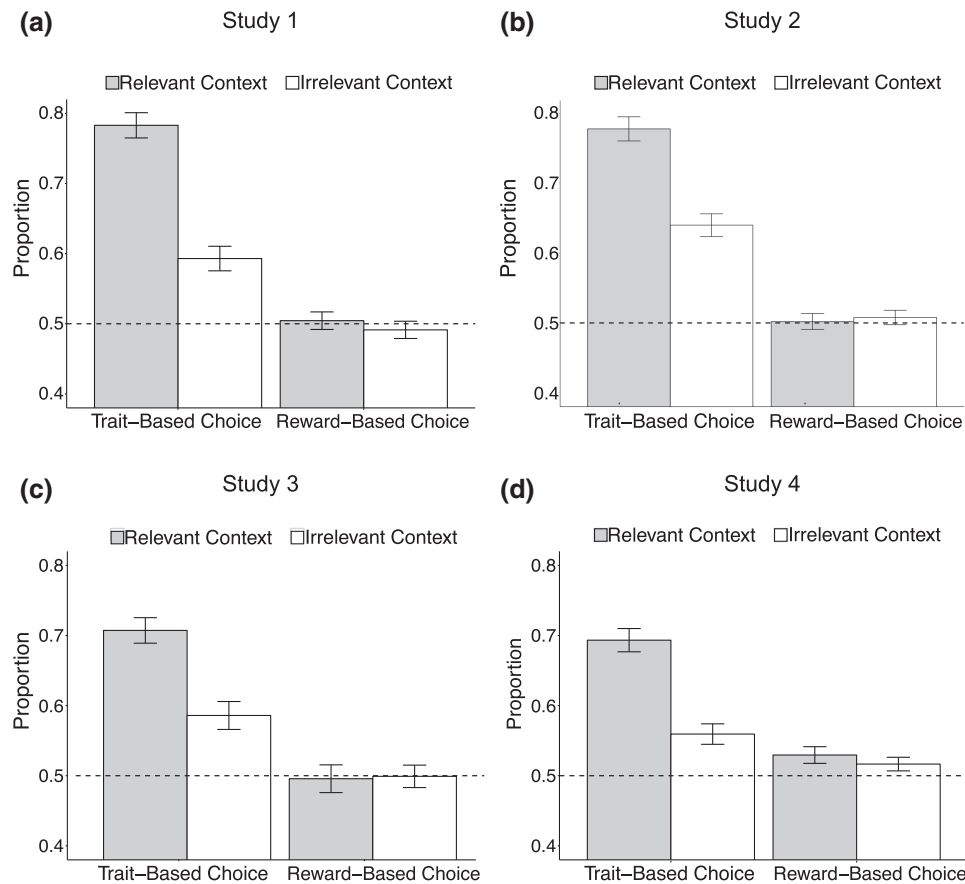 (a)
Study 1
Relevant Context Irrelevant Context
Proportion
0.8
0.7
0.6
0.5
0.4
Trait–Based Choice Reward–Based Choice
(b)
Study 2
Relevant Context Irrelevant Context
Proportion
0.8
0.7
0.6
0.5
0.4
Trait–Based Choice Reward–Based Choice
(c)
Study 3
Relevant Context Irrelevant Context
Proportion
0.8
0.7
0.6
0.5
0.4
Trait–Based Choice Reward–Based Choice
(d)
Study 4
Relevant Context Irrelevant Context
Proportion
0.8
0.7
0.6
0.5
0.4
Trait–Based Choice Reward–Based Choice